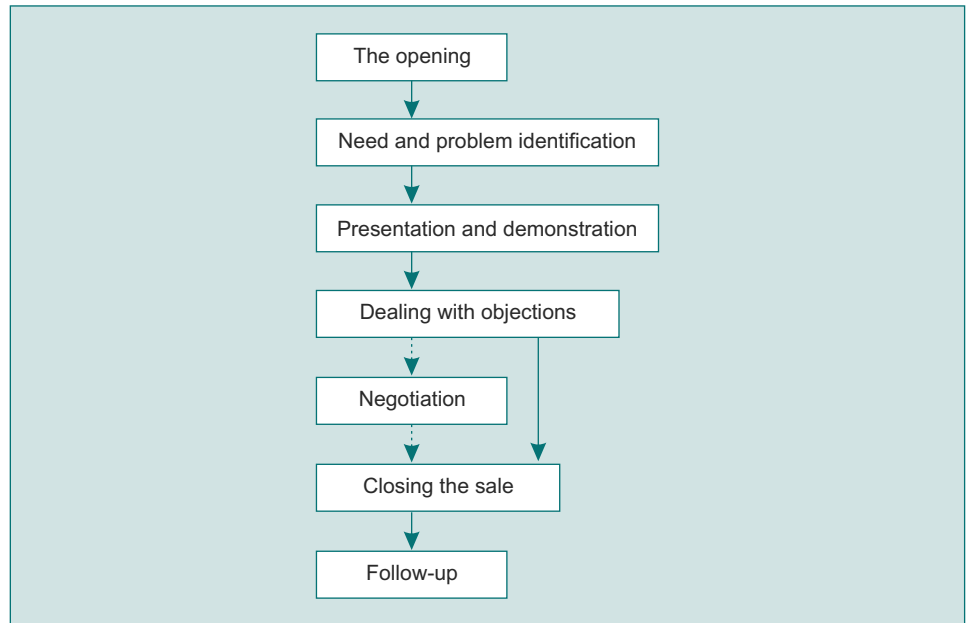 The opening
Need and problem identification
Presentation and demonstration
Dealing with objections
Negotiation
Closing the sale
Follow-up